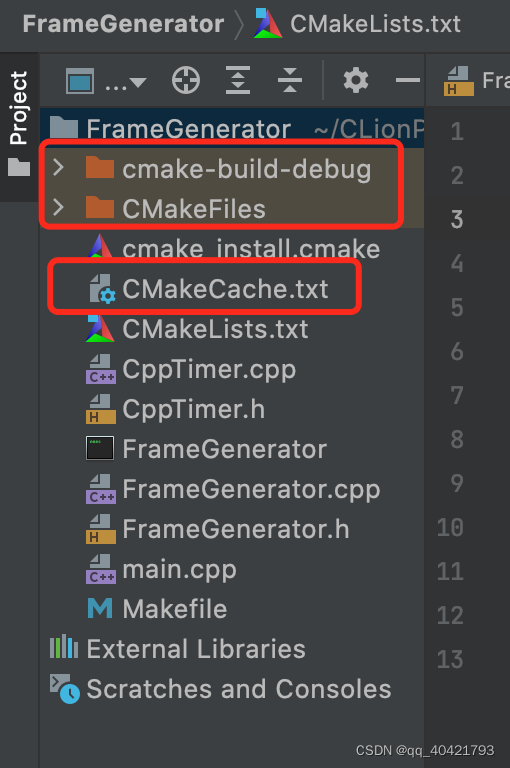 FrameGenerator 〉 CMakeLists.txt
Project
...
Fra
FrameGenerator ~/CLionP
cmake-build-debug
CMakeFiles
cmake_install.cmake
CMakeCache.txt
CMakeLists.txt
CppTimer.cpp
CppTimer.h
FrameGenerator
FrameGenerator.cpp
FrameGenerator.h
main.cpp
Makefile
External Libraries
Scratches and Consoles
1
2
3
4
5
6
7
8
9
10
11
12
13
CSDN @qq_40421793